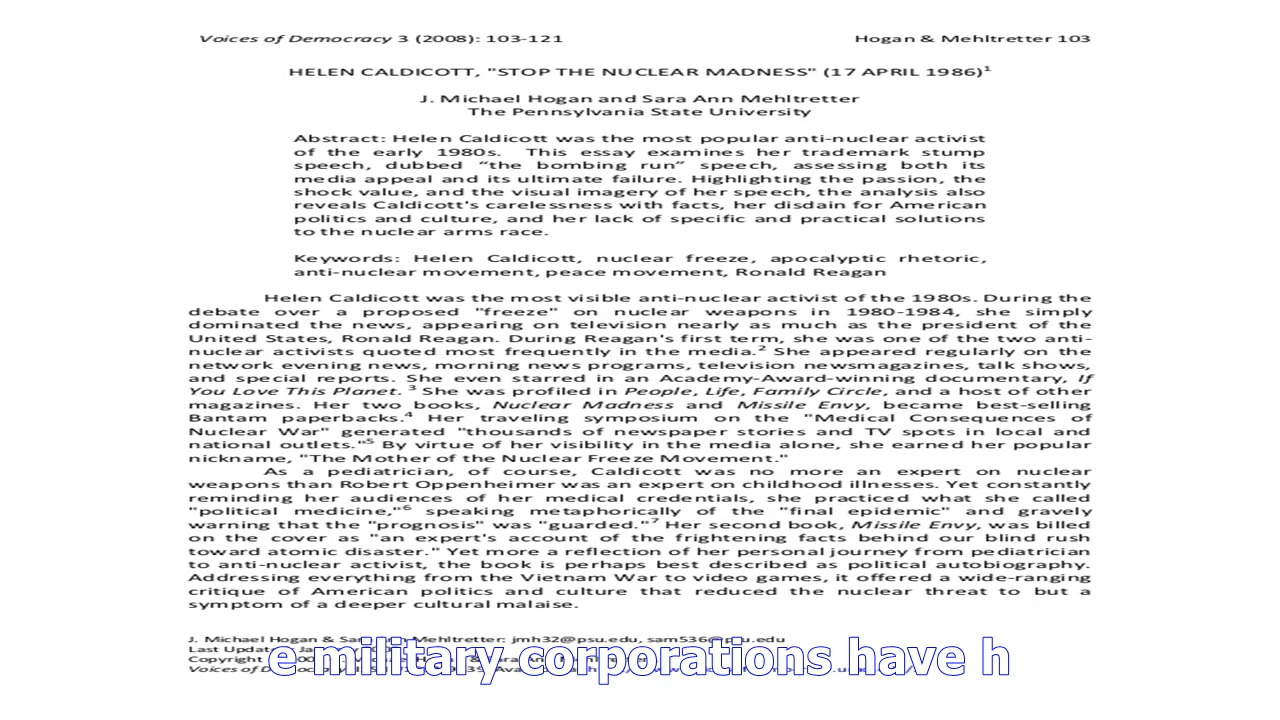 Voices of Democracy 3 (2008): 103-121 Hogan & Mehltretter 103
HELEN CALDICOTT, "STOP THE NUCLEAR MADNESS" (17 APRIL 1986)1
J. Michael Hogan and Sara Ann Mehltretter
The Pennsylvania State University
Abstract: Helen Caldicott was the most popular anti-nuclear activist
of the early 1980s. This essay examines her trademark stump
speech, dubbed “the bombing run” speech, assessing both its
media appeal and its ultimate failure. Highlighting the passion, the
shock value, and the visual imagery of her speech, the analysis also
reveals Caldicott's carelessness with facts, her disdain for American
politics and culture, and her lack of specific and practical solutions
to the nuclear arms race.
Keywords: Helen Caldicott, nuclear freeze, apocalyptic rhetoric,
anti-nuclear movement, peace movement, Ronald Reagan
Helen Caldicott was the most visible anti-nuclear activist of the 1980s. During the
debate over a proposed "freeze" on nuclear weapons in 1980-1984, she simply
dominated the news, appearing on television nearly as much as the president of the
United States, Ronald Reagan. During Reagan's first term, she was one of the two anti-
nuclear activists quoted most frequently in the media.2 She appeared regularly on the
network evening news, morning news programs, television newsmagazines, talk shows,
and special reports. She even starred in an Academy-Award-winning documentary, If
You Love This Planet. 3 She was profiled in People, Life, Family Circle, and a host of other
magazines. Her two books, Nuclear Madness and Missile Envy, became best-selling
Bantam paperbacks.4 Her traveling symposium on the "Medical Consequences of
Nuclear War" generated "thousands of newspaper stories and TV spots in local and
national outlets."5 By virtue of her visibility in the media alone, she earned her popular
nickname, "The Mother of the Nuclear Freeze Movement."
As a pediatrician, of course, Caldicott was no more an expert on nuclear
weapons than Robert Oppenheimer was an expert on childhood illnesses. Yet constantly
reminding her audiences of her medical credentials, she practiced what she called
"political medicine,"6 speaking metaphorically of the "final epidemic" and gravely
warning that the "prognosis" was "guarded."7 Her second book, Missile Envy, was billed
on the cover as "an expert's account of the frightening facts behind our blind rush
toward atomic disaster." Yet more a reflection of her personal journey from pediatrician
to anti-nuclear activist, the book is perhaps best described as political autobiography.
Addressing everything from the Vietnam War to video games, it offered a wide-ranging
critique of American politics and culture that reduced the nuclear threat to but a
symptom of a deeper cultural malaise.
J. Michael Hogan & Sara Ann Mehltretter: jmh32@psu.edu, sam536@psu.edu
Last Updated
Copyright
Voices of Democracy
e military corporations have h